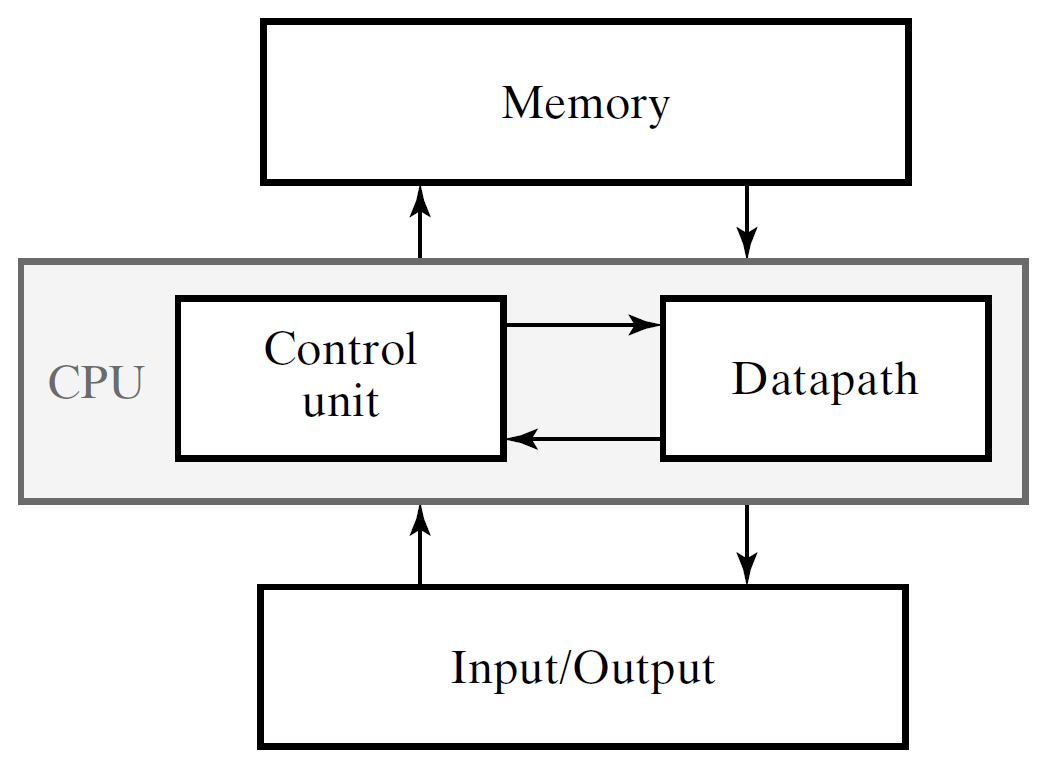 Memory
CPU
Control
unit
Datapath
Input/Output